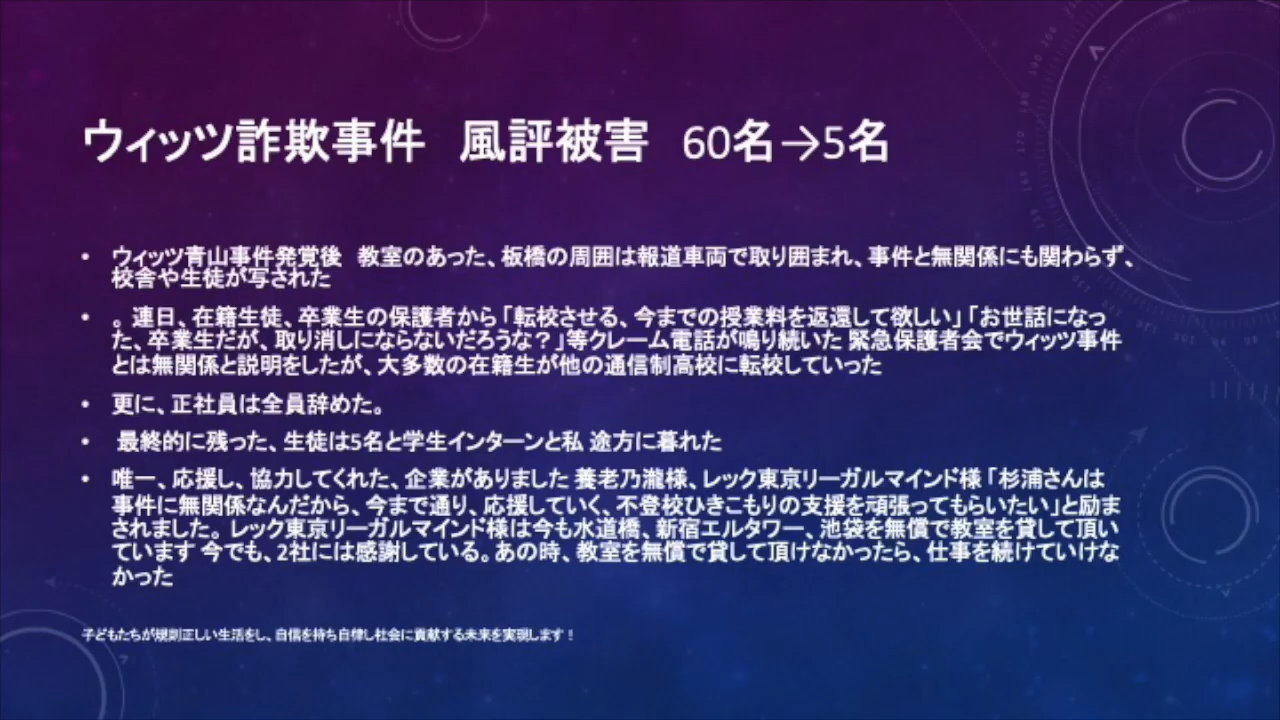 ウィッツ詐欺事件　風評被害　60名→5名
• ウィッツ青山事件発覚後　教室のあった、板橋の周囲は報道車両で取り囲まれ、事件と無関係にも関わらず、
校舎や生徒が写された
• 。連日、在籍生徒、卒業生の保護者から「転校させる、今までの授業料を返還して欲しい」「お世話になっ
た、卒業生だが、取り消しにならないだろうな？」等クレーム電話が鳴り続いた 緊急保護者会でウィッツ事件
とは無関係と説明をしたが、大多数の在籍生が他の通信制高校に転校していった
• 更に、正社員は全員辞めた。
• 最終的に残った、生徒は5名と学生インターンと私 途方に暮れた
• 唯一、応援し、協力してくれた、企業がありました 養老乃瀧様、レック東京リーガルマインド様「杉浦さんは
事件に無関係なんだから、今まで通り、応援していく、不登校ひきこもりの支援を頑張ってもらいたい」と励ま
されました。レック東京リーガルマインド様は今も水道橋、新宿エルタワー、池袋を無償で教室を貸して頂い
ています 今でも、2社には感謝している。あの時、教室を無償で貸して頂けなかったら、仕事を続けていけな
かった
子どもたちが規則正しい生活をし、自信を持ち自律し社会に貢献する未来を実現します！